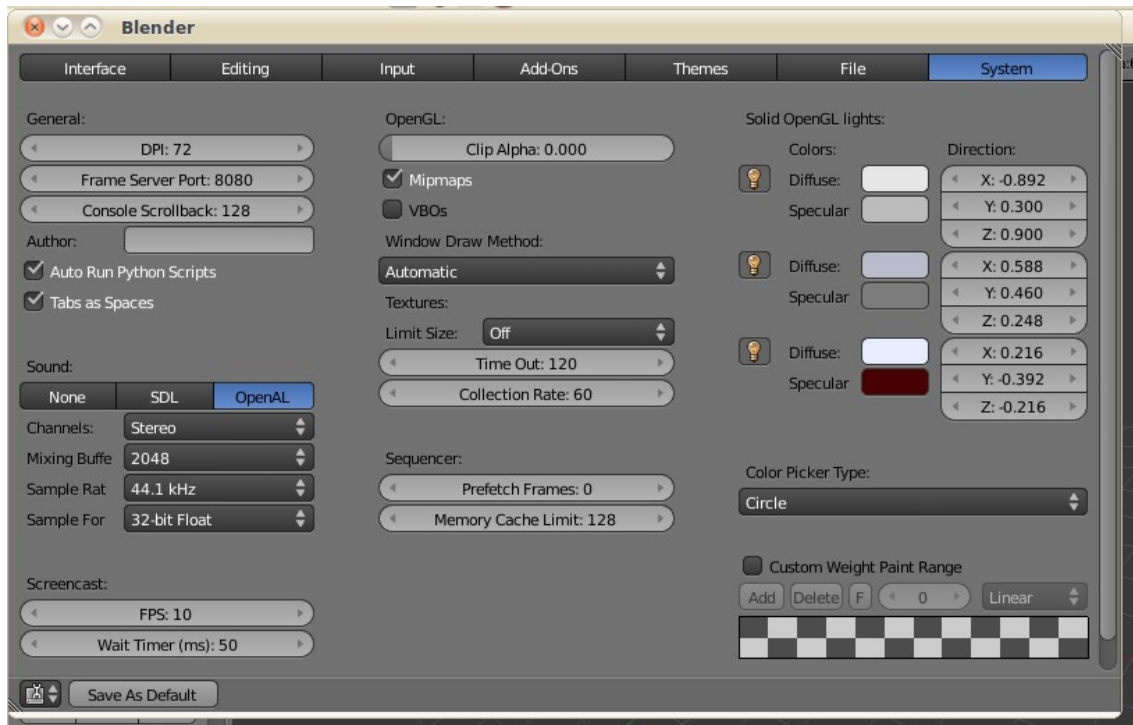 Blender
Interface Editing Input Add-Ons Themes File System
General:
DPI: 72
Frame Server Port: 8080
Console Scrollback: 128
Author:
Auto Run Python Scripts
Tabs as Spaces
Sound:
None SDL OpenAL
Channels: Stereo
Mixing Buffe 2048
Sample Rat 44.1 kHz
Sample For 32-bit Float
Screencast:
FPS: 10
Wait Timer (ms): 50
OpenGL:
Clip Alpha: 0.000
Mipmaps
VBOs
Window Draw Method:
Automatic
Textures:
Limit Size: Off
Time Out: 120
Collection Rate: 60
Sequencer:
Prefetch Frames: 0
Memory Cache Limit: 128
Solid OpenGL lights:
Colors: Direction:
Diffuse: X: -0.892
Specular Y: 0.300
Z: 0.900
Diffuse: X: 0.588
Specular Y: 0.460
Z: 0.248
Diffuse: X: 0.216
Specular Y: -0.392
Z: -0.216
Color Picker Type:
Circle
Custom Weight Paint Range
Add Delete F 0 Linear
Save As Default